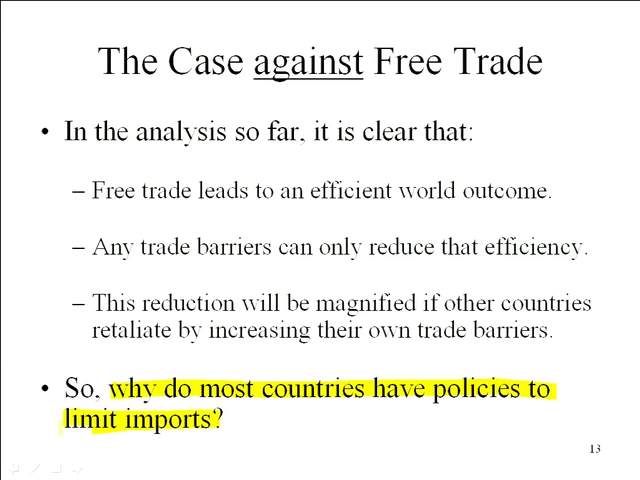 The Case against Free Trade
• In the analysis so far, it is clear that:
– Free trade leads to an efficient world outcome.
– Any trade barriers can only reduce that efficiency.
– This reduction will be magnified if other countries
retaliate by increasing their own trade barriers.
• So, why do most countries have policies to
limit imports?
13